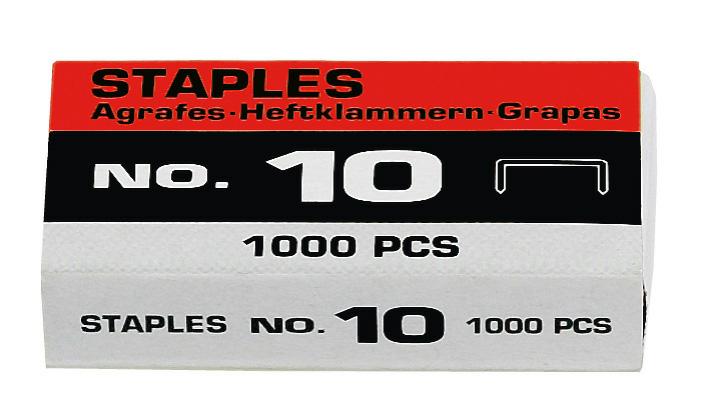 STAPLES
Agrafes·Heftklammern·Grapas
NO. 10
1000 PCS
STAPLES NO. 10 1000 PCS